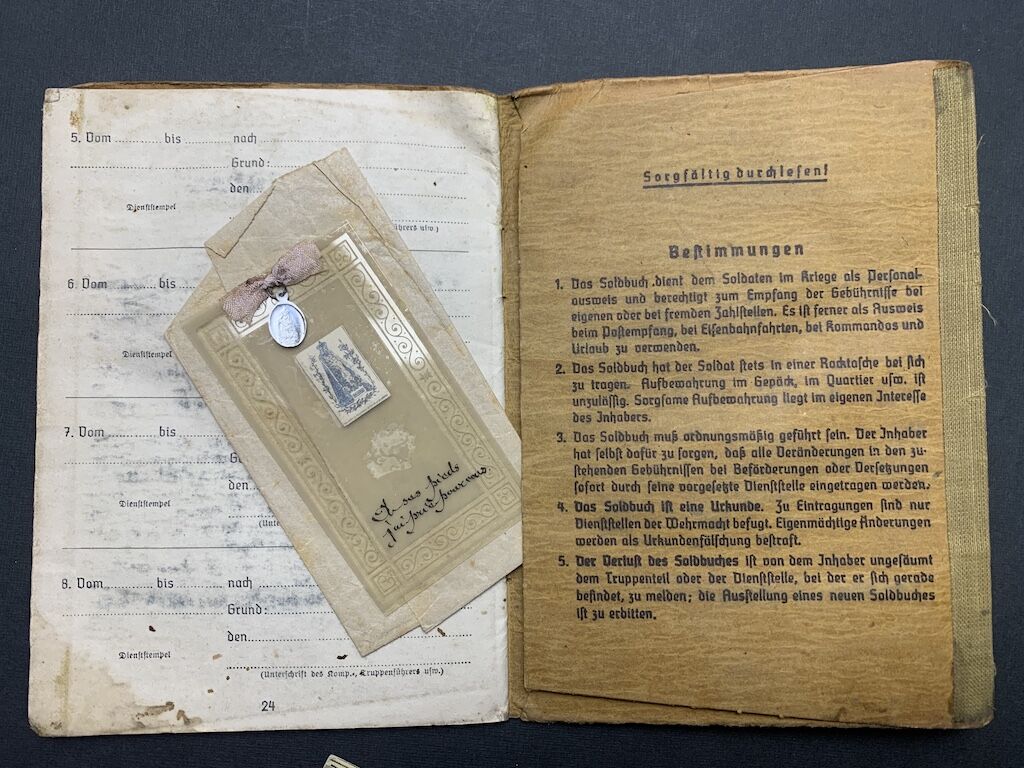 5. Vom ........... bis ........... nach ...........
Grund:
den
Dienststempel
ührers usw.)
6. Vom ........... bis
Dienststempel
7. Vom ........... bis
Dienststempel
(Unte
8. Vom ........... bis ........... nach ...........
Grund:
den
Dienststempel
(Unterschrift des Komp.-, Truppenführers usw.)
24
A ses pieds
j'ai prié pour vous.
Sorgfältig durchlesen!
Bestimmungen
1. Das Soldbuch dient dem Soldaten im Kriege als Personal-
ausweis und berechtigt zum Empfang der Gebührnisse bei
eigenen oder bei fremden Zahlstellen. Es ist ferner als Ausweis
beim Postempfang, bei Eisenbahnfahrten, bei Kommandos und
Urlaub zu verwenden.
2. Das Soldbuch hat der Soldat stets in einer Rocktasche bei sich
zu tragen. Aufbewahrung im Gepäck, im Quartier usw. ist
unzulässig. Sorgsame Aufbewahrung liegt im eigenen Interesse
des Inhabers.
3. Das Soldbuch muß ordnungsmäßig geführt sein. Der Inhaber
hat selbst dafür zu sorgen, daß alle Veränderungen in den zu-
stehenden Gebührnissen bei Beförderungen oder Versetzungen
sofort durch seine vorgesetzte Dienststelle eingetragen werden.
4. Das Soldbuch ist eine Urkunde. Zu Eintragungen sind nur
Dienststellen der Wehrmacht befugt. Eigenmächtige Änderungen
werden als Urkundenfälschung bestraft.
5. Der Verlust des Soldbuches ist von dem Inhaber ungesäumt
dem Truppenteil oder der Dienststelle, bei der er sich gerade
befindet, zu melden; die Ausstellung eines neuen Soldbuches
ist zu erbitten.